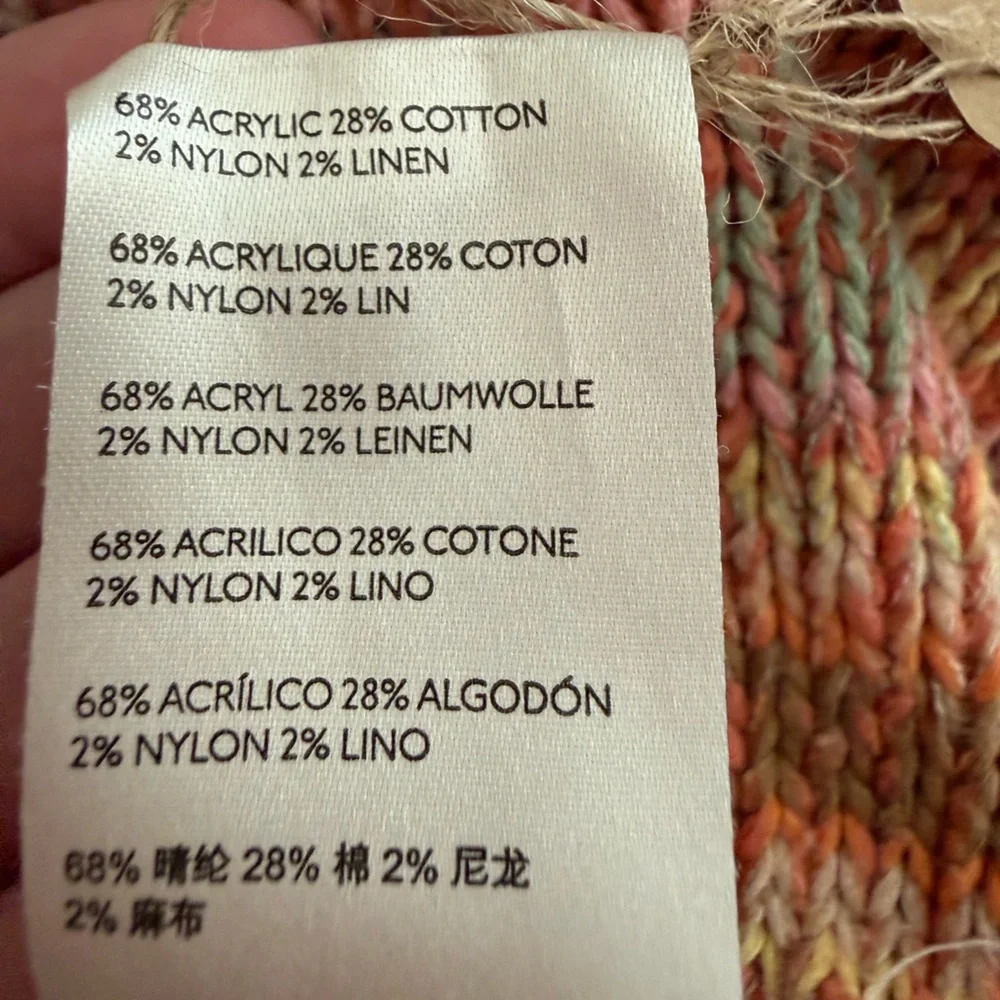 68% ACRYLIC 28% COTTON
2% NYLON 2% LINEN
68% ACRYLIQUE 28% COTON
2% NYLON 2% LIN
68% ACRYL 28% BAUMWOLLE
2% NYLON 2% LEINEN
68% ACRILICO 28% COTONE
2% NYLON 2% LINO
68% ACRÍLICO 28% ALGODÓN
2% NYLON 2% LINO
68% 晴纶 28% 棉 2% 尼龙
2% 麻布